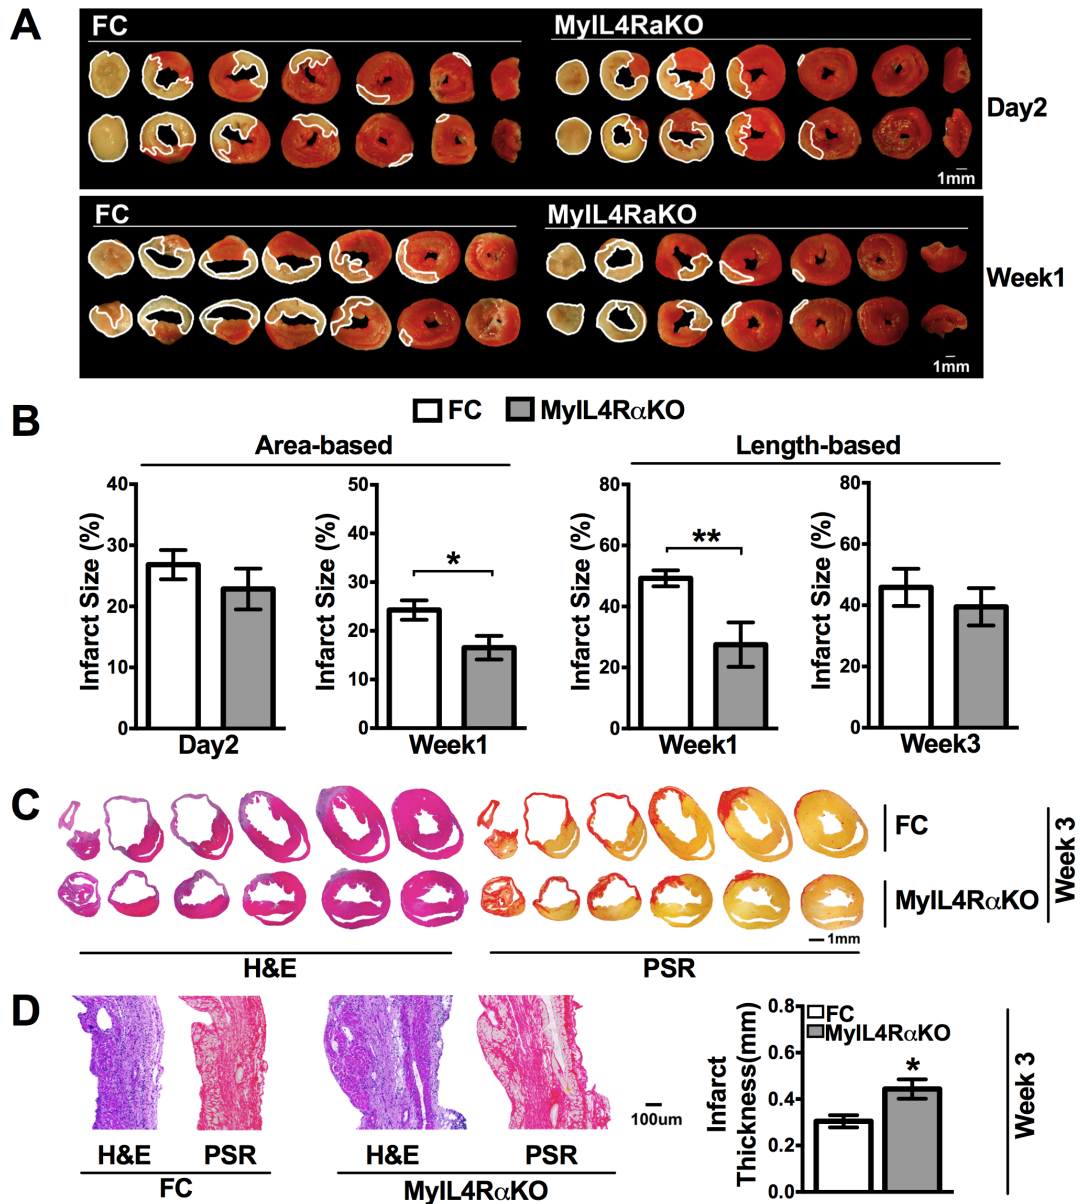 A
FC
MyIL4RaKO
Day2
1mm
FC
MyIL4RaKO
Week1
1mm
B
FC MyIL4RαKO
Area-based
Length-based
Infarct Size (%)
40
30
20
10
0
Day2
Infarct Size (%)
50
40
30
20
10
0
*
Week1
Infarct Size (%)
80
60
40
20
0
**
Week1
Infarct Size (%)
80
60
40
20
0
Week3
C
FC
MyIL4RαKO
Week 3
1mm
H&E
PSR
D
100um
H&E PSR
FC
H&E PSR
MyIL4RαKO
Infarct
Thickness(mm)
0.8
0.6
0.4
0.2
0.0
FC
MyIL4RαKO
*
Week 3